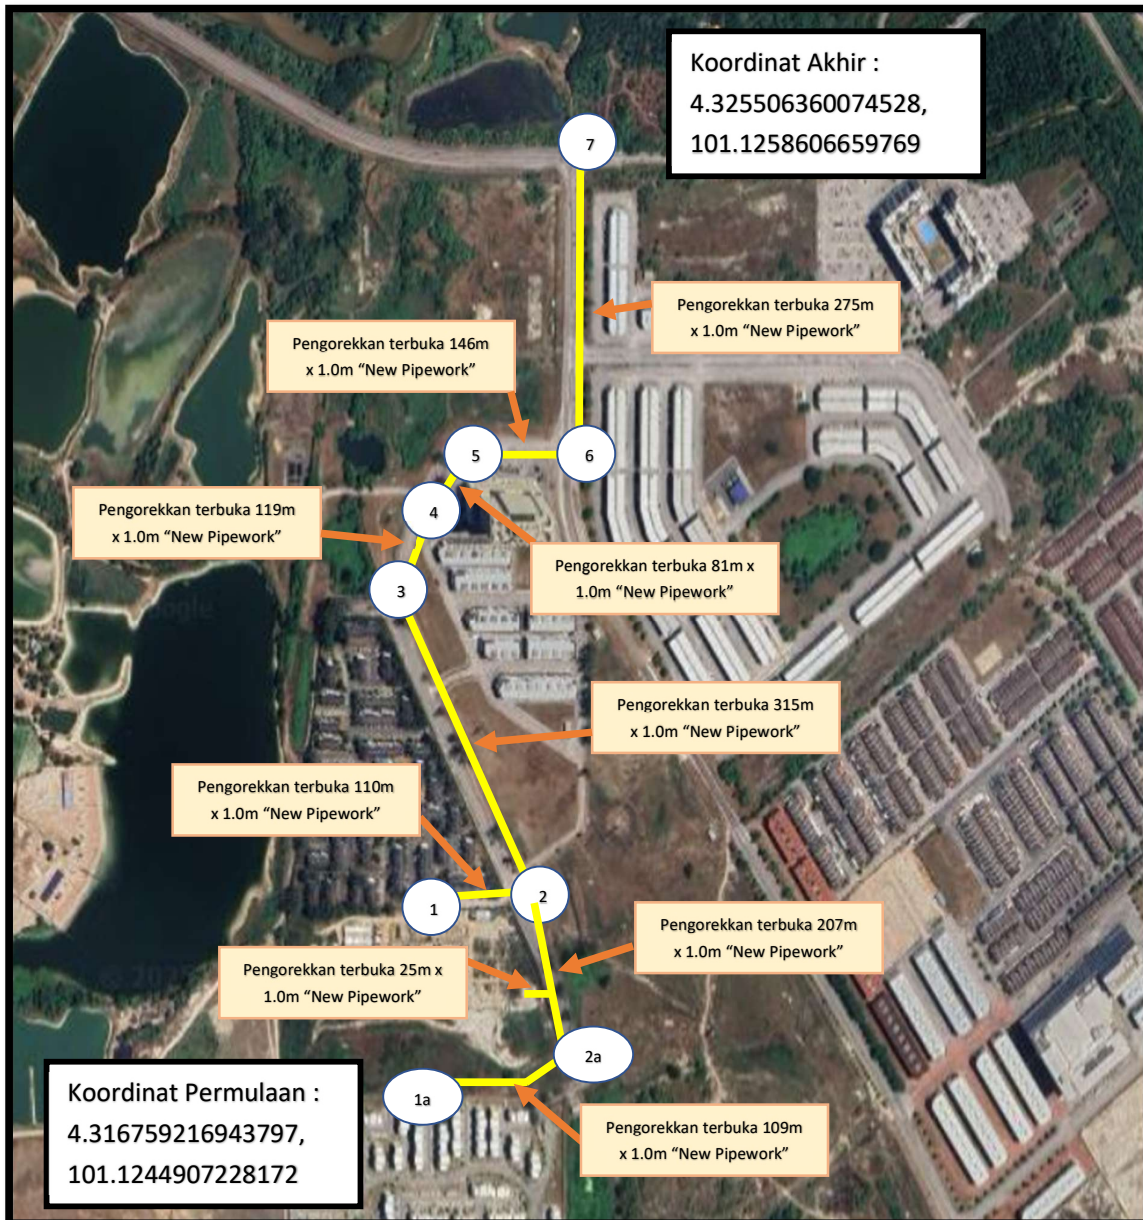 Koordinat Akhir :
4.325506360074528,
101.1258606659769
7
Pengorekkan terbuka 275m
x 1.0m “New Pipework”
Pengorekkan terbuka 146m
x 1.0m “New Pipework”
5
6
Pengorekkan terbuka 119m
x 1.0m “New Pipework”
4
Pengorekkan terbuka 81m x
1.0m “New Pipework”
3
Pengorekkan terbuka 315m
x 1.0m “New Pipework”
Pengorekkan terbuka 110m
x 1.0m “New Pipework”
1
2
Pengorekkan terbuka 207m
x 1.0m “New Pipework”
Pengorekkan terbuka 25m x
1.0m “New Pipework”
2a
Koordinat Permulaan :
4.316759216943797,
101.1244907228172
1a
Pengorekkan terbuka 109m
x 1.0m “New Pipework”